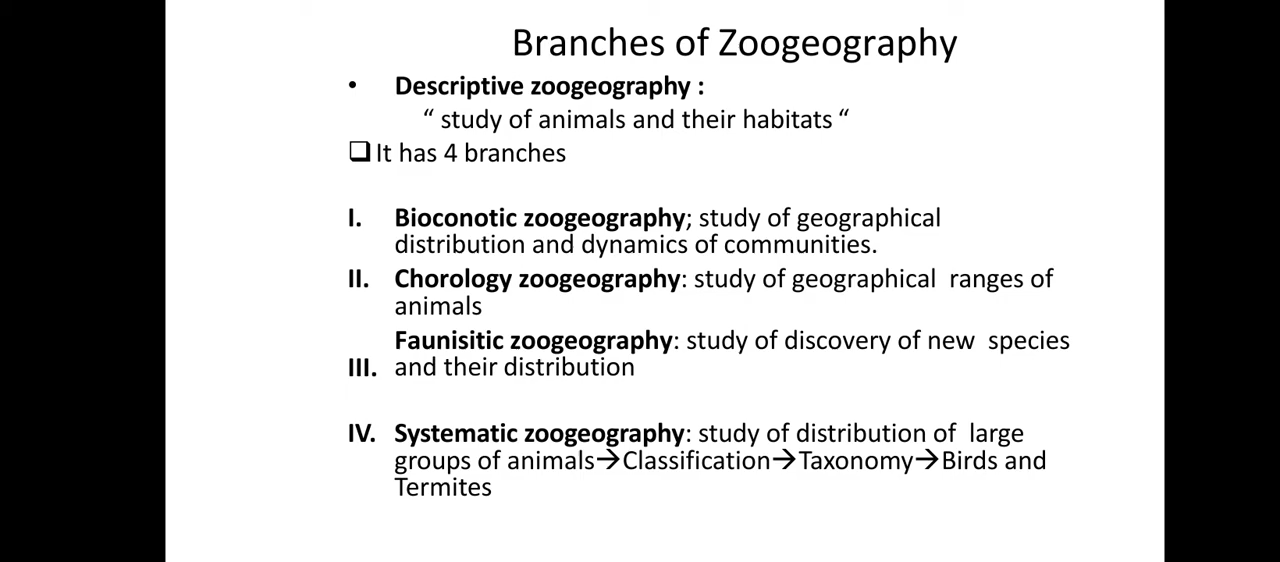 Branches of Zoogeography
• Descriptive zoogeography :
“ study of animals and their habitats “
❑ It has 4 branches
I. Bioconotic zoogeography; study of geographical
distribution and dynamics of communities.
II. Chorology zoogeography: study of geographical ranges of
animals
Faunisitic zoogeography: study of discovery of new species
III. and their distribution
IV. Systematic zoogeography: study of distribution of large
groups of animals→Classification→Taxonomy→Birds and
Termites